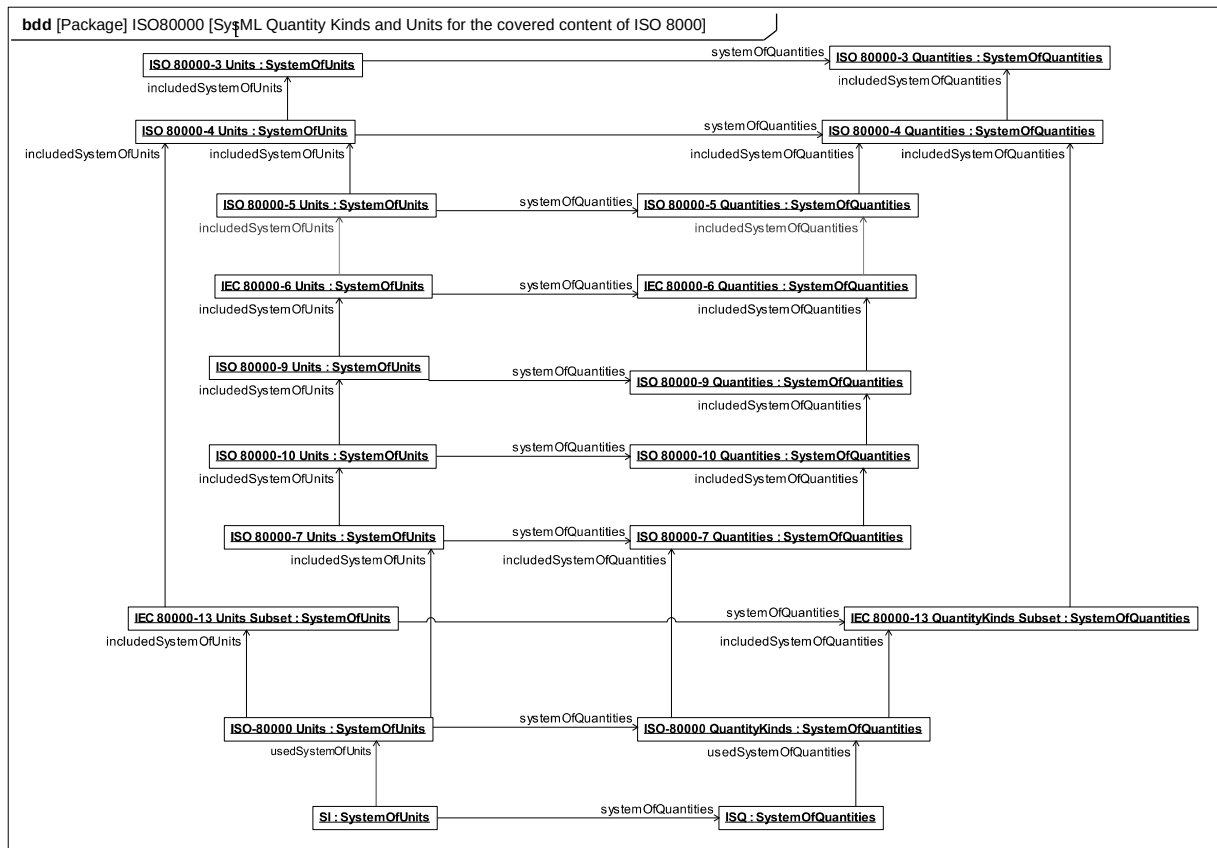 bdd [Package] ISO80000 [SysML Quantity Kinds and Units for the covered content of ISO 8000]
systemOfQuantities
ISO 80000-3 Units : SystemOfUnits
ISO 80000-3 Quantities : SystemOfQuantities
includedSystemOfUnits
includedSystemOfQuantities
systemOfQuantities
ISO 80000-4 Units : SystemOfUnits
ISO 80000-4 Quantities : SystemOfQuantities
includedSystemOfUnits
includedSystemOfUnits
includedSystemOfQuantities
includedSystemOfQuantities
ISO 80000-5 Units : SystemOfUnits
systemOfQuantities
ISO 80000-5 Quantities : SystemOfQuantities
includedSystemOfUnits
includedSystemOfQuantities
IEC 80000-6 Units : SystemOfUnits
systemOfQuantities
IEC 80000-6 Quantities : SystemOfQuantities
includedSystemOfUnits
includedSystemOfQuantities
ISO 80000-9 Units : SystemOfUnits
systemOfQuantities
ISO 80000-9 Quantities : SystemOfQuantities
includedSystemOfUnits
includedSystemOfQuantities
ISO 80000-10 Units : SystemOfUnits
systemOfQuantities
ISO 80000-10 Quantities : SystemOfQuantities
includedSystemOfUnits
includedSystemOfQuantities
ISO 80000-7 Units : SystemOfUnits
systemOfQuantities
ISO 80000-7 Quantities : SystemOfQuantities
includedSystemOfUnits
includedSystemOfQuantities
IEC 80000-13 Units Subset : SystemOfUnits
systemOfQuantities
IEC 80000-13 QuantityKinds Subset : SystemOfQuantities
includedSystemOfUnits
includedSystemOfQuantities
ISO-80000 Units : SystemOfUnits
systemOfQuantities
ISO-80000 QuantityKinds : SystemOfQuantities
usedSystemOfUnits
usedSystemOfQuantities
SI : SystemOfUnits
systemOfQuantities
ISQ : SystemOfQuantities